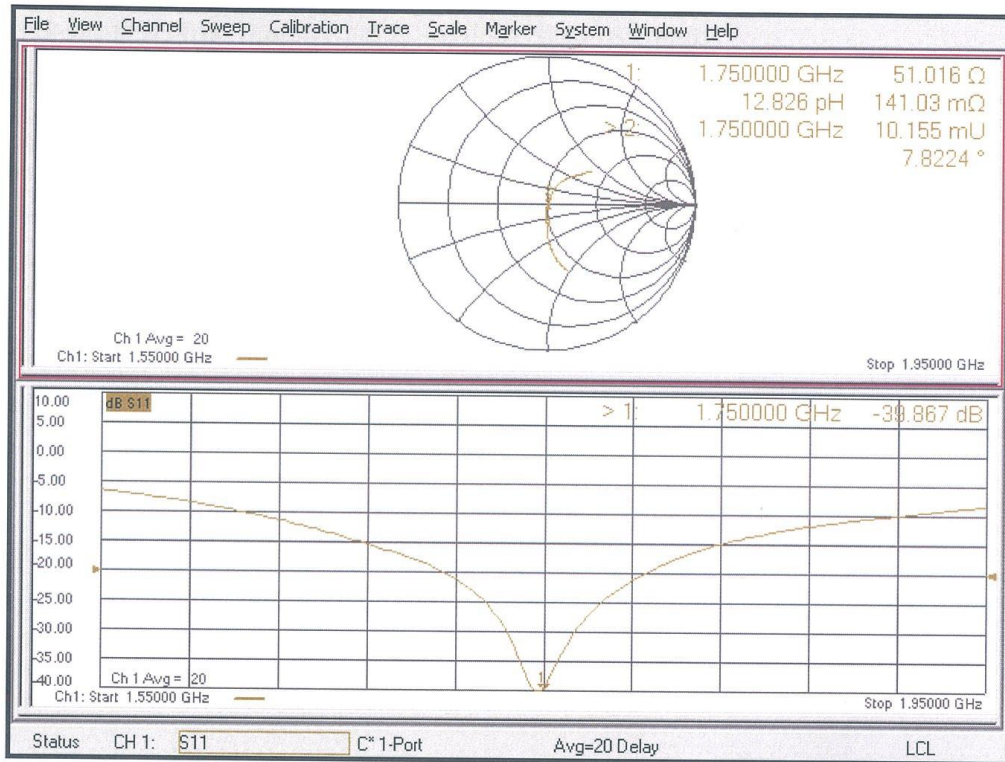 File View Channel Sweep Calibration Trace Scale Marker System Window Help
1: 1.750000 GHz 51.016 Ω
12.826 pH 141.03 mΩ
> 2: 1.750000 GHz 10.155 mU
7.8224 °
Ch 1 Avg = 20
Ch1: Start 1.55000 GHz
Stop 1.95000 GHz
dB S11
> 1: 1.750000 GHz -39.867 dB
10.00
5.00
0.00
-5.00
-10.00
-15.00
-20.00
-25.00
-30.00
-35.00
-40.00
1
Ch 1 Avg = 20
Ch1: Start 1.55000 GHz
Stop 1.95000 GHz
Status CH 1: S11 C* 1-Port Avg=20 Delay LCL